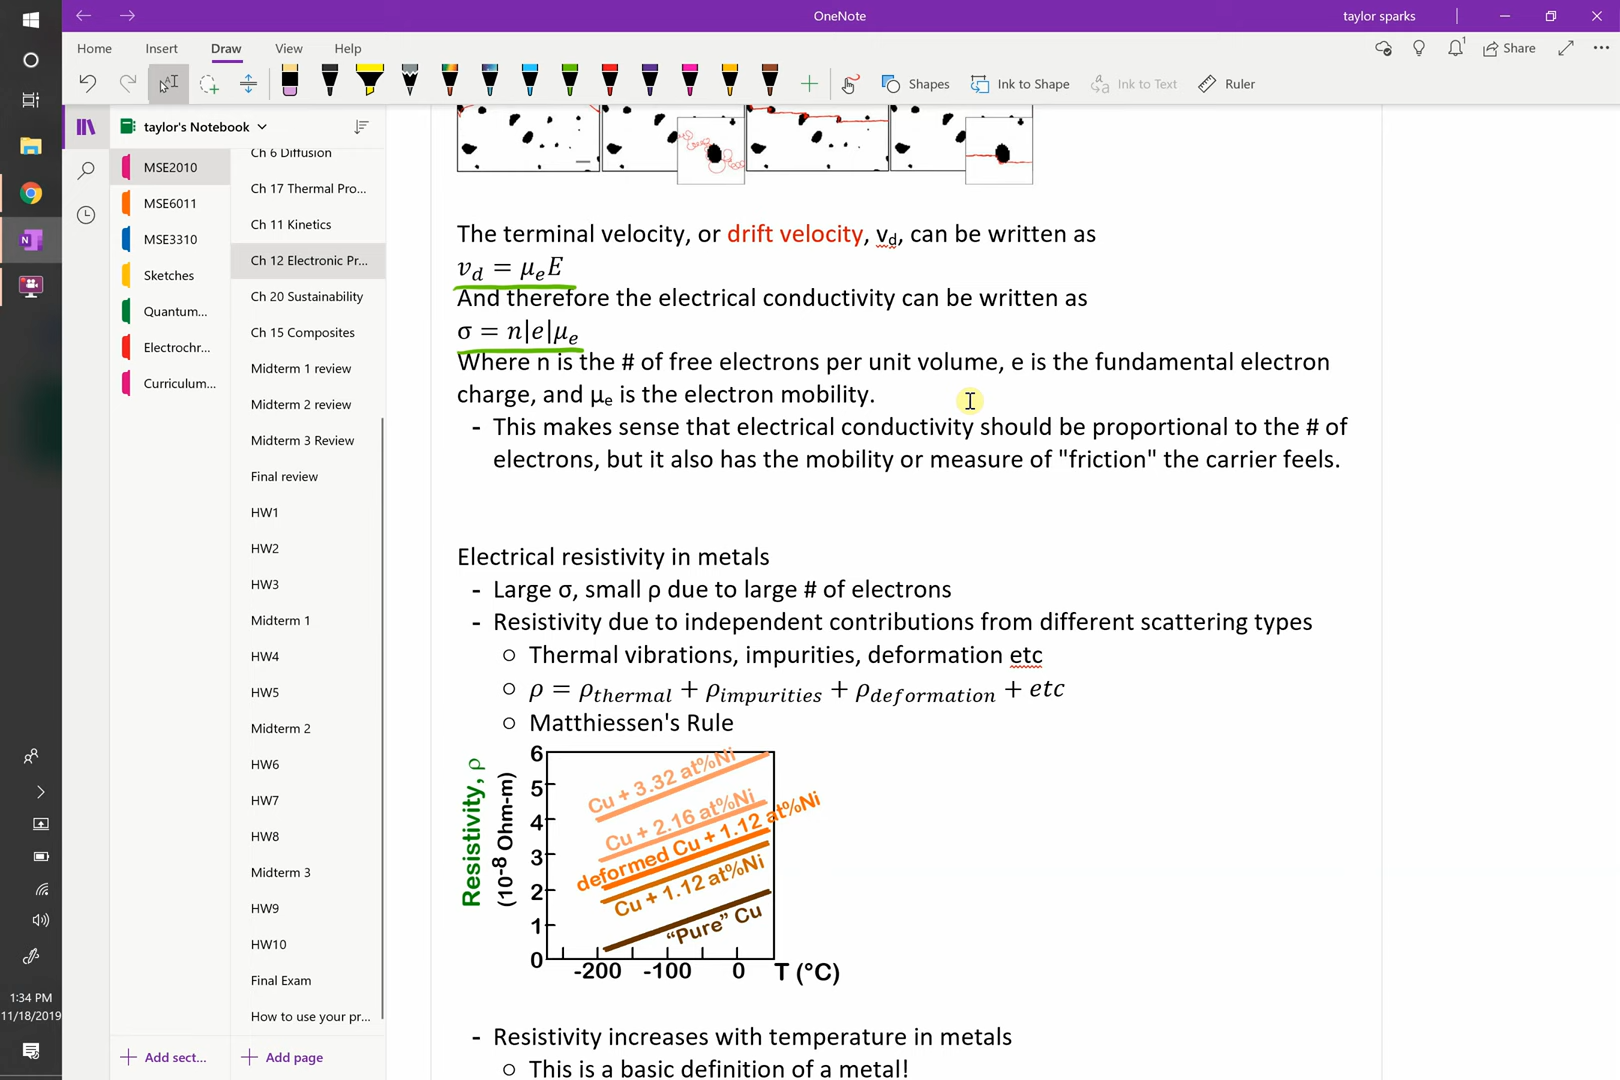 OneNote
taylor sparks
Home Insert Draw View Help
1
Share
Shapes
Ink to Shape
Ink to Text
Ruler
taylor's Notebook
MSE2010
MSE6011
MSE3310
Sketches
Quantum...
Electrochr...
Curriculum...
Add sect...
Ch 6 Diffusion
Ch 17 Thermal Pro...
Ch 11 Kinetics
Ch 12 Electronic Pr...
Ch 20 Sustainability
Ch 15 Composites
Midterm 1 review
Midterm 2 review
Midterm 3 Review
Final review
HW1
HW2
HW3
Midterm 1
HW4
HW5
Midterm 2
HW6
HW7
HW8
Midterm 3
HW9
HW10
Final Exam
How to use your pr...
Add page
The terminal velocity, or drift velocity, v_d, can be written as
v_d = μ_e E
And therefore the electrical conductivity can be written as
σ = n|e|μ_e
Where n is the # of free electrons per unit volume, e is the fundamental electron
charge, and μ_e is the electron mobility.
- This makes sense that electrical conductivity should be proportional to the # of
electrons, but it also has the mobility or measure of "friction" the carrier feels.
Electrical resistivity in metals
- Large σ, small ρ due to large # of electrons
- Resistivity due to independent contributions from different scattering types
○ Thermal vibrations, impurities, deformation etc
○ ρ = ρ_thermal + ρ_impurities + ρ_deformation + etc
○ Matthiessen's Rule
Resistivity, ρ
(10⁻⁸ Ohm-m)
6
5
4
3
2
1
0
Cu + 3.32 at%Ni
Cu + 2.16 at%Ni
deformed Cu + 1.12 at%Ni
Cu + 1.12 at%Ni
"Pure" Cu
-200 -100 0 T (°C)
- Resistivity increases with temperature in metals
○ This is a basic definition of a metal!
1:34 PM
11/18/2019